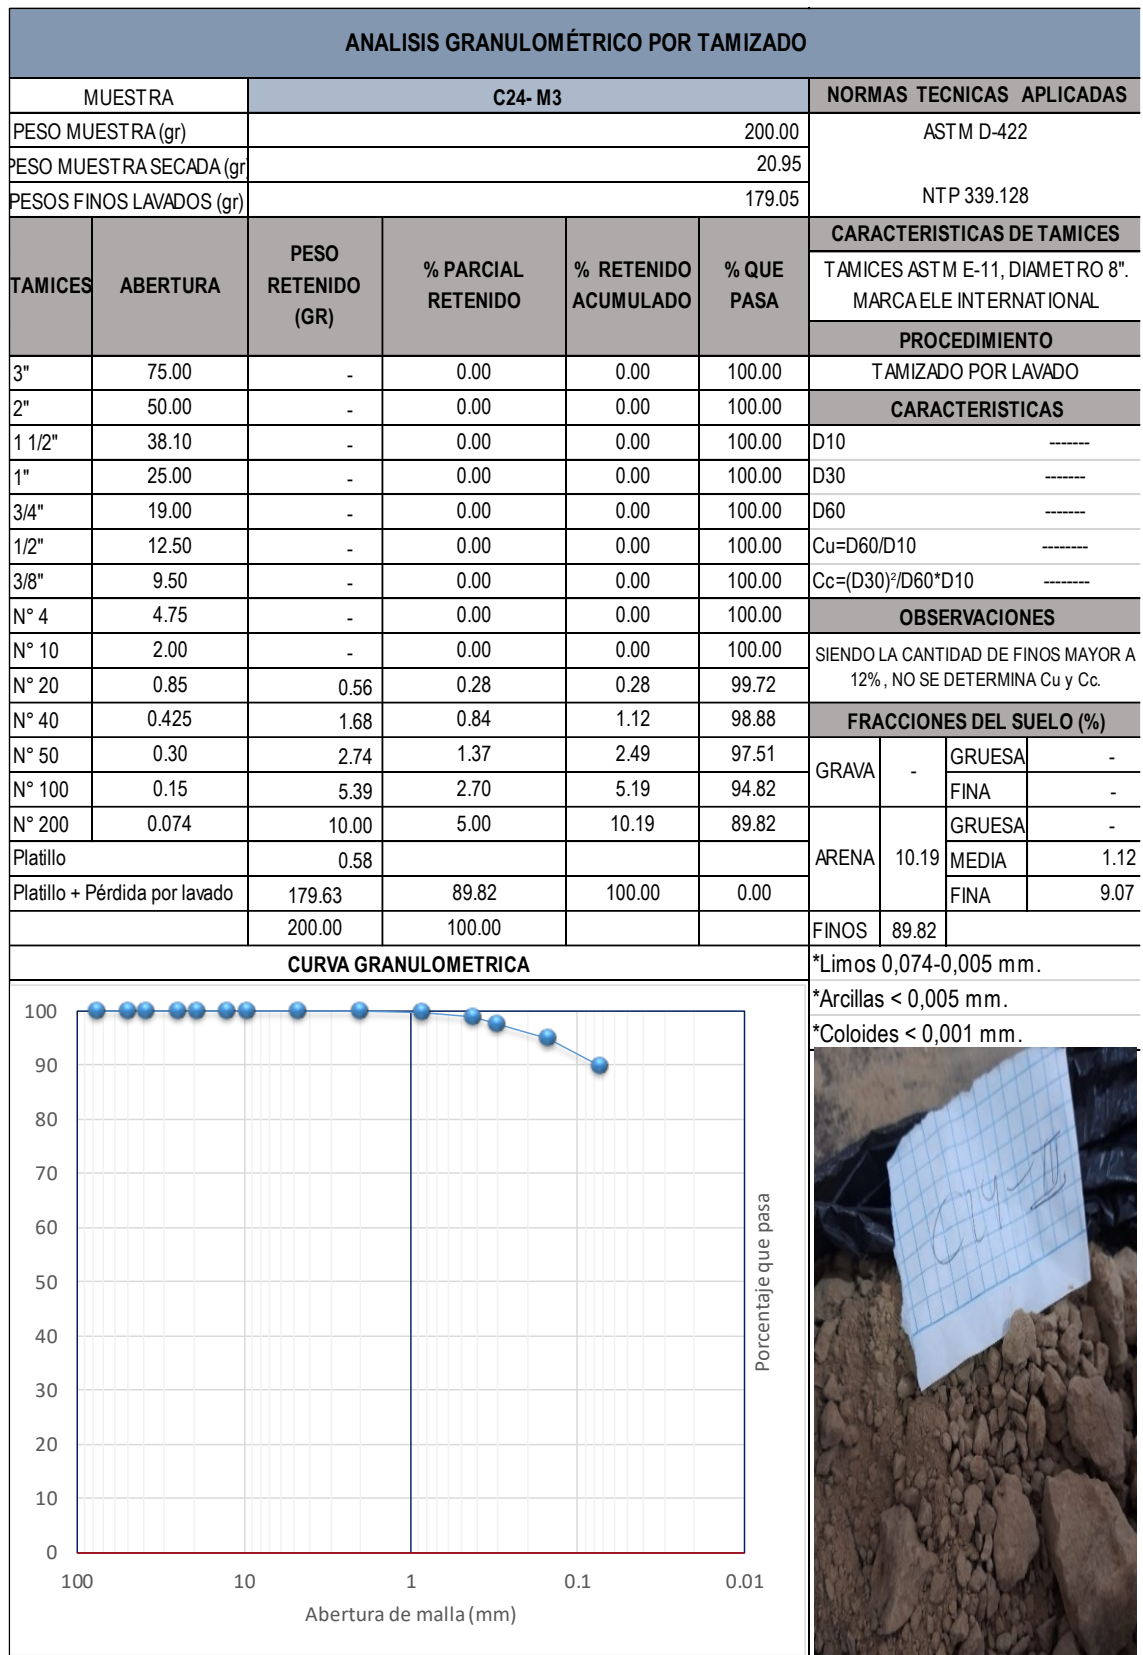 ANALISIS GRANULOMÉTRICO POR TAMIZADO
MUESTRA C24- M3 NORMAS TECNICAS APLICADAS
PESO MUESTRA (gr) 200.00 ASTM D-422
PESO MUESTRA SECADA (gr) 20.95
PESOS FINOS LAVADOS (gr) 179.05 NTP 339.128
TAMICES ABERTURA PESO RETENIDO (GR) % PARCIAL RETENIDO % RETENIDO ACUMULADO % QUE PASA
CARACTERISTICAS DE TAMICES
TAMICES ASTM E-11, DIAMETRO 8".
MARCA ELE INTERNATIONAL
PROCEDIMIENTO
3" 75.00 - 0.00 0.00 100.00 TAMIZADO POR LAVADO
2" 50.00 - 0.00 0.00 100.00 CARACTERISTICAS
1 1/2" 38.10 - 0.00 0.00 100.00 D10 -------
1" 25.00 - 0.00 0.00 100.00 D30 -------
3/4" 19.00 - 0.00 0.00 100.00 D60 -------
1/2" 12.50 - 0.00 0.00 100.00 Cu=D60/D10 --------
3/8" 9.50 - 0.00 0.00 100.00 Cc=(D30)²/D60*D10 --------
N° 4 4.75 - 0.00 0.00 100.00 OBSERVACIONES
N° 10 2.00 - 0.00 0.00 100.00 SIENDO LA CANTIDAD DE FINOS MAYOR A
N° 20 0.85 0.56 0.28 0.28 99.72 12% , NO SE DETERMINA Cu y Cc.
N° 40 0.425 1.68 0.84 1.12 98.88 FRACCIONES DEL SUELO (%)
N° 50 0.30 2.74 1.37 2.49 97.51 GRAVA - GRUESA -
N° 100 0.15 5.39 2.70 5.19 94.82 FINA -
N° 200 0.074 10.00 5.00 10.19 89.82 GRUESA -
Platillo 0.58 ARENA 10.19 MEDIA 1.12
Platillo + Pérdida por lavado 179.63 89.82 100.00 0.00 FINA 9.07
200.00 100.00 FINOS 89.82
CURVA GRANULOMETRICA *Limos 0,074-0,005 mm.
*Arcillas < 0,005 mm.
*Coloides < 0,001 mm.
100
90
80
70
60
50
40
30
20
10
0
100 10 1 0.1 0.01
Abertura de malla (mm)
Porcentaje que pasa